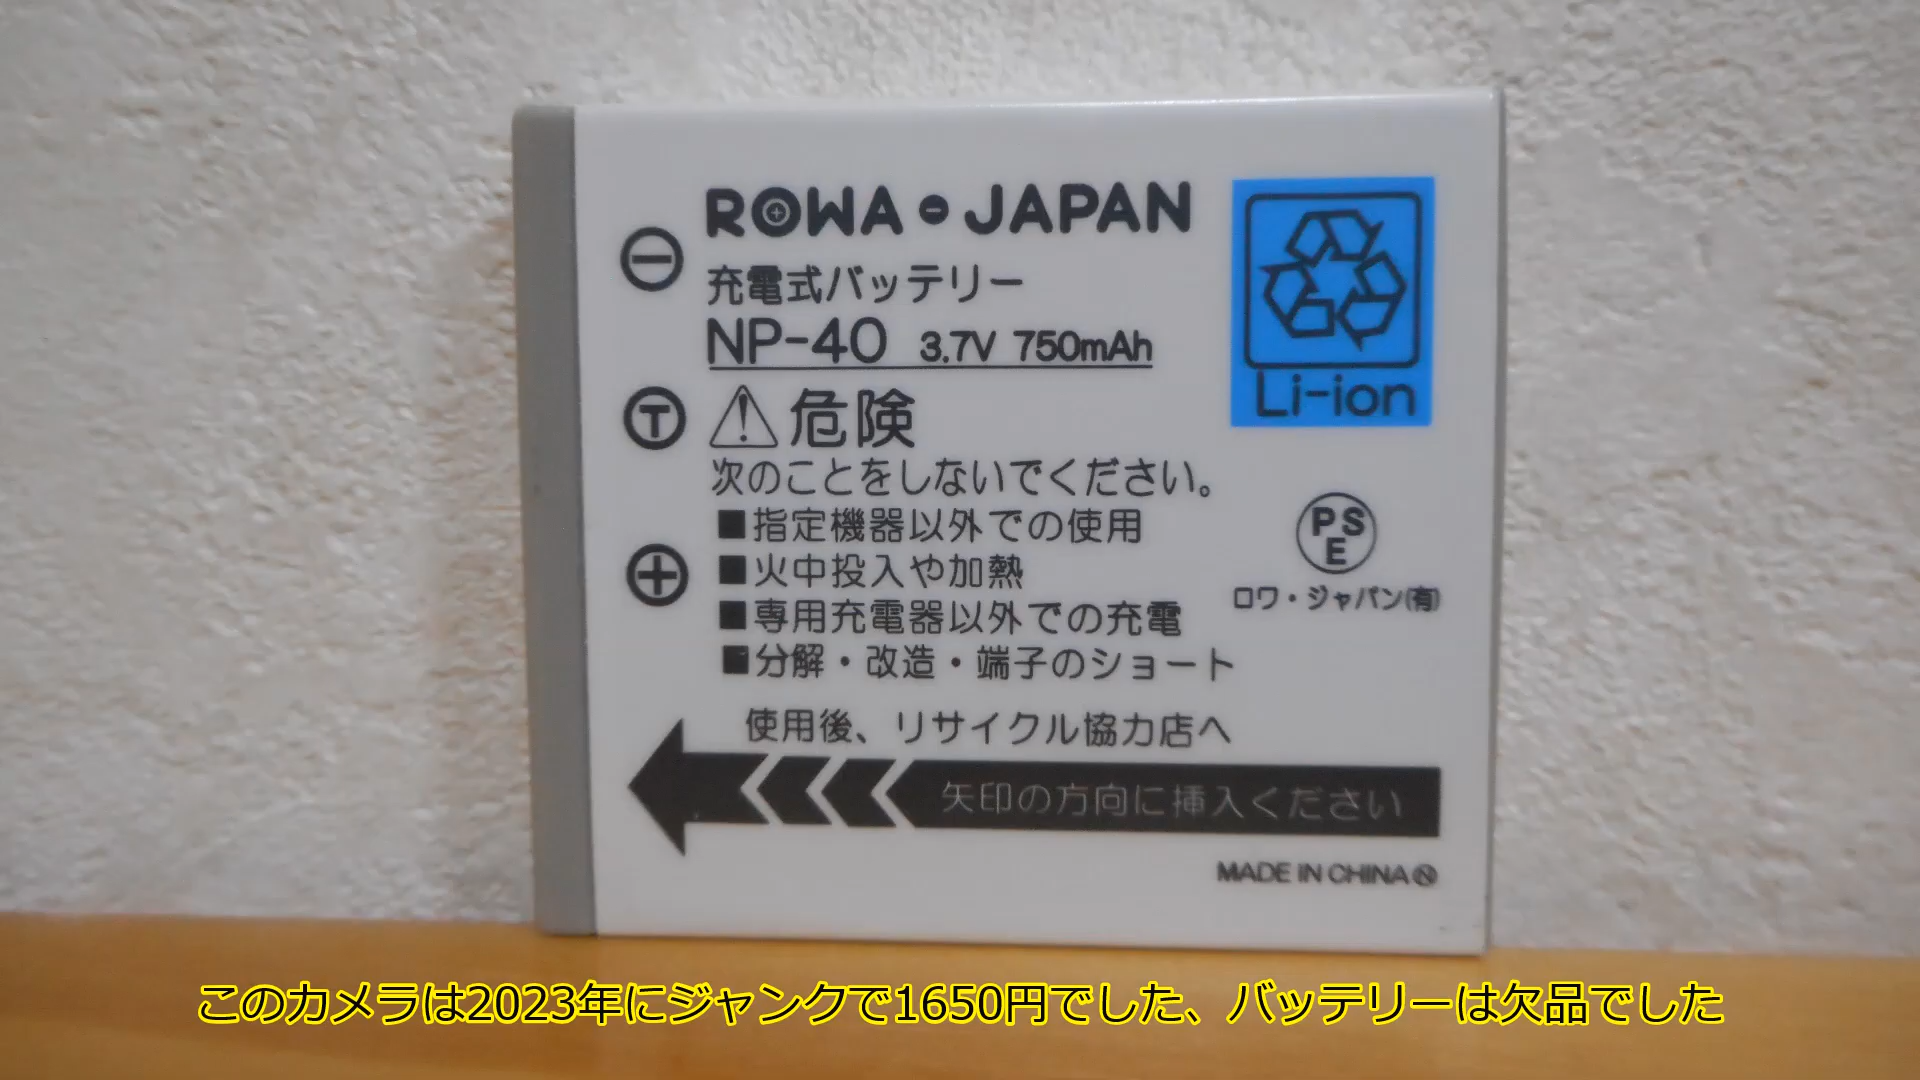 ROWA JAPAN
充電式バッテリー
NP-40 3.7V 750mAh
Li-ion
T
危険
次のことをしないでください。
■指定機器以外での使用
■火中投入や加熱
■専用充電器以外での充電
■分解・改造・端子のショート
PSE
ロワ・ジャパン(有)
使用後、リサイクル協力店へ
矢印の方向に挿入ください
MADE IN CHINA N
このカメラは2023年にジャンクで1650円でした、バッテリーは欠品でした